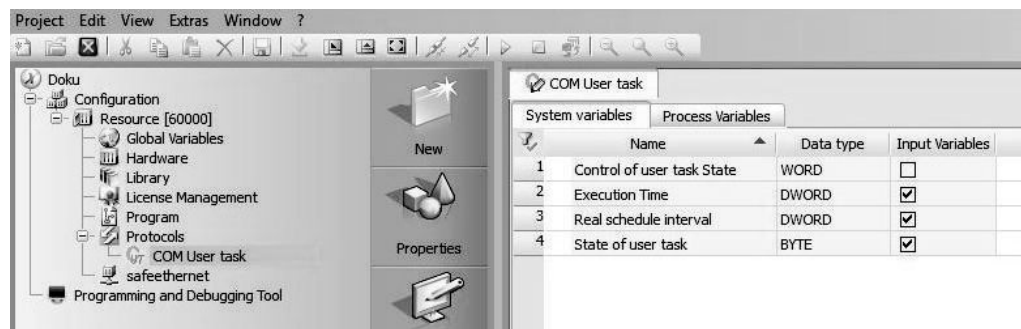 Project Edit View Extras Window ?
Doku
Configuration
Resource [60000]
Global Variables
Hardware
Library
License Management
Program
Protocols
COM User task
safeethernet
Programming and Debugging Tool
New
Properties
COM User task
System variables Process Variables
Name Data type Input Variables
1 Control of user task State WORD
2 Execution Time DWORD
3 Real schedule interval DWORD
4 State of user task BYTE